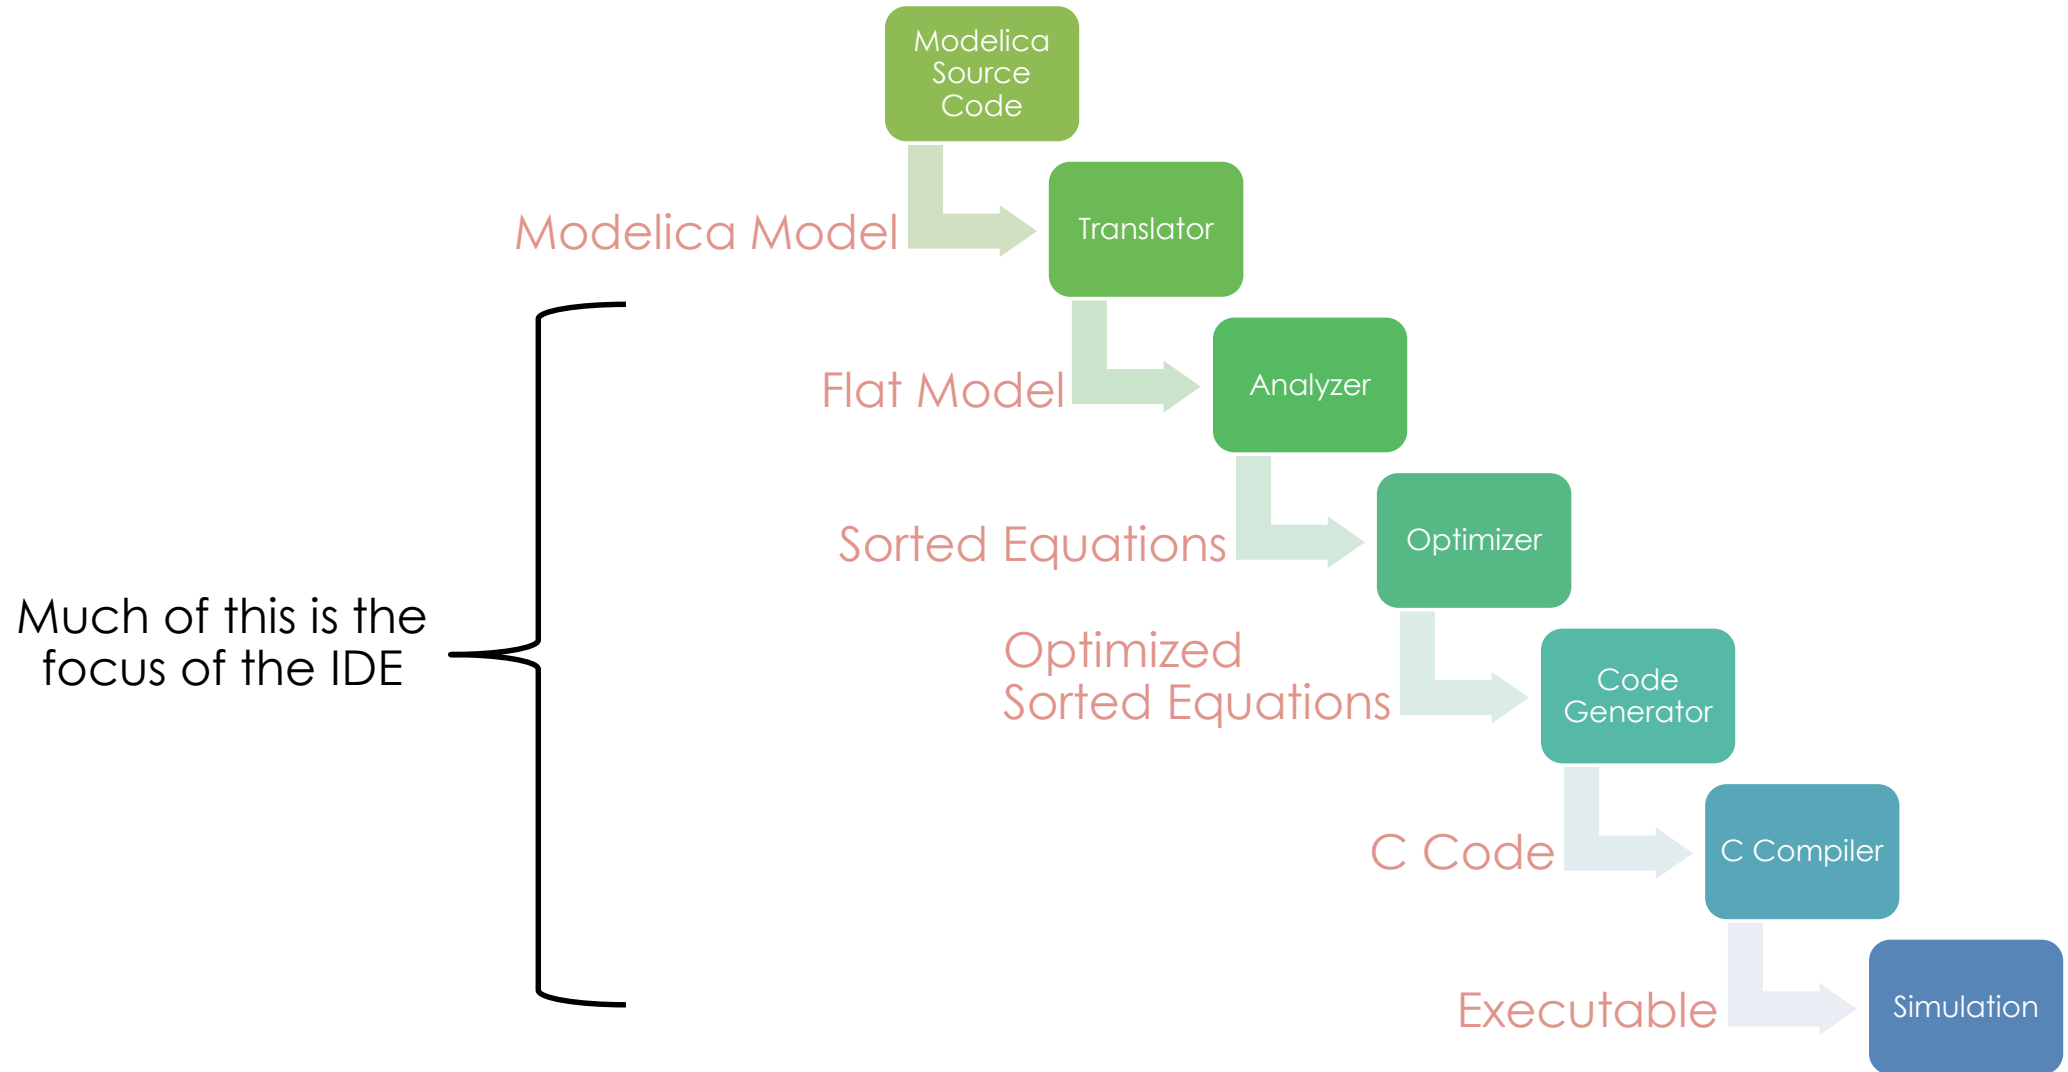 Modelica
Source
Code
Modelica Model
Translator
Flat Model
Analyzer
Sorted Equations
Optimizer
Much of this is the
focus of the IDE
Optimized
Sorted Equations
Code
Generator
C Code
C Compiler
Executable
Simulation